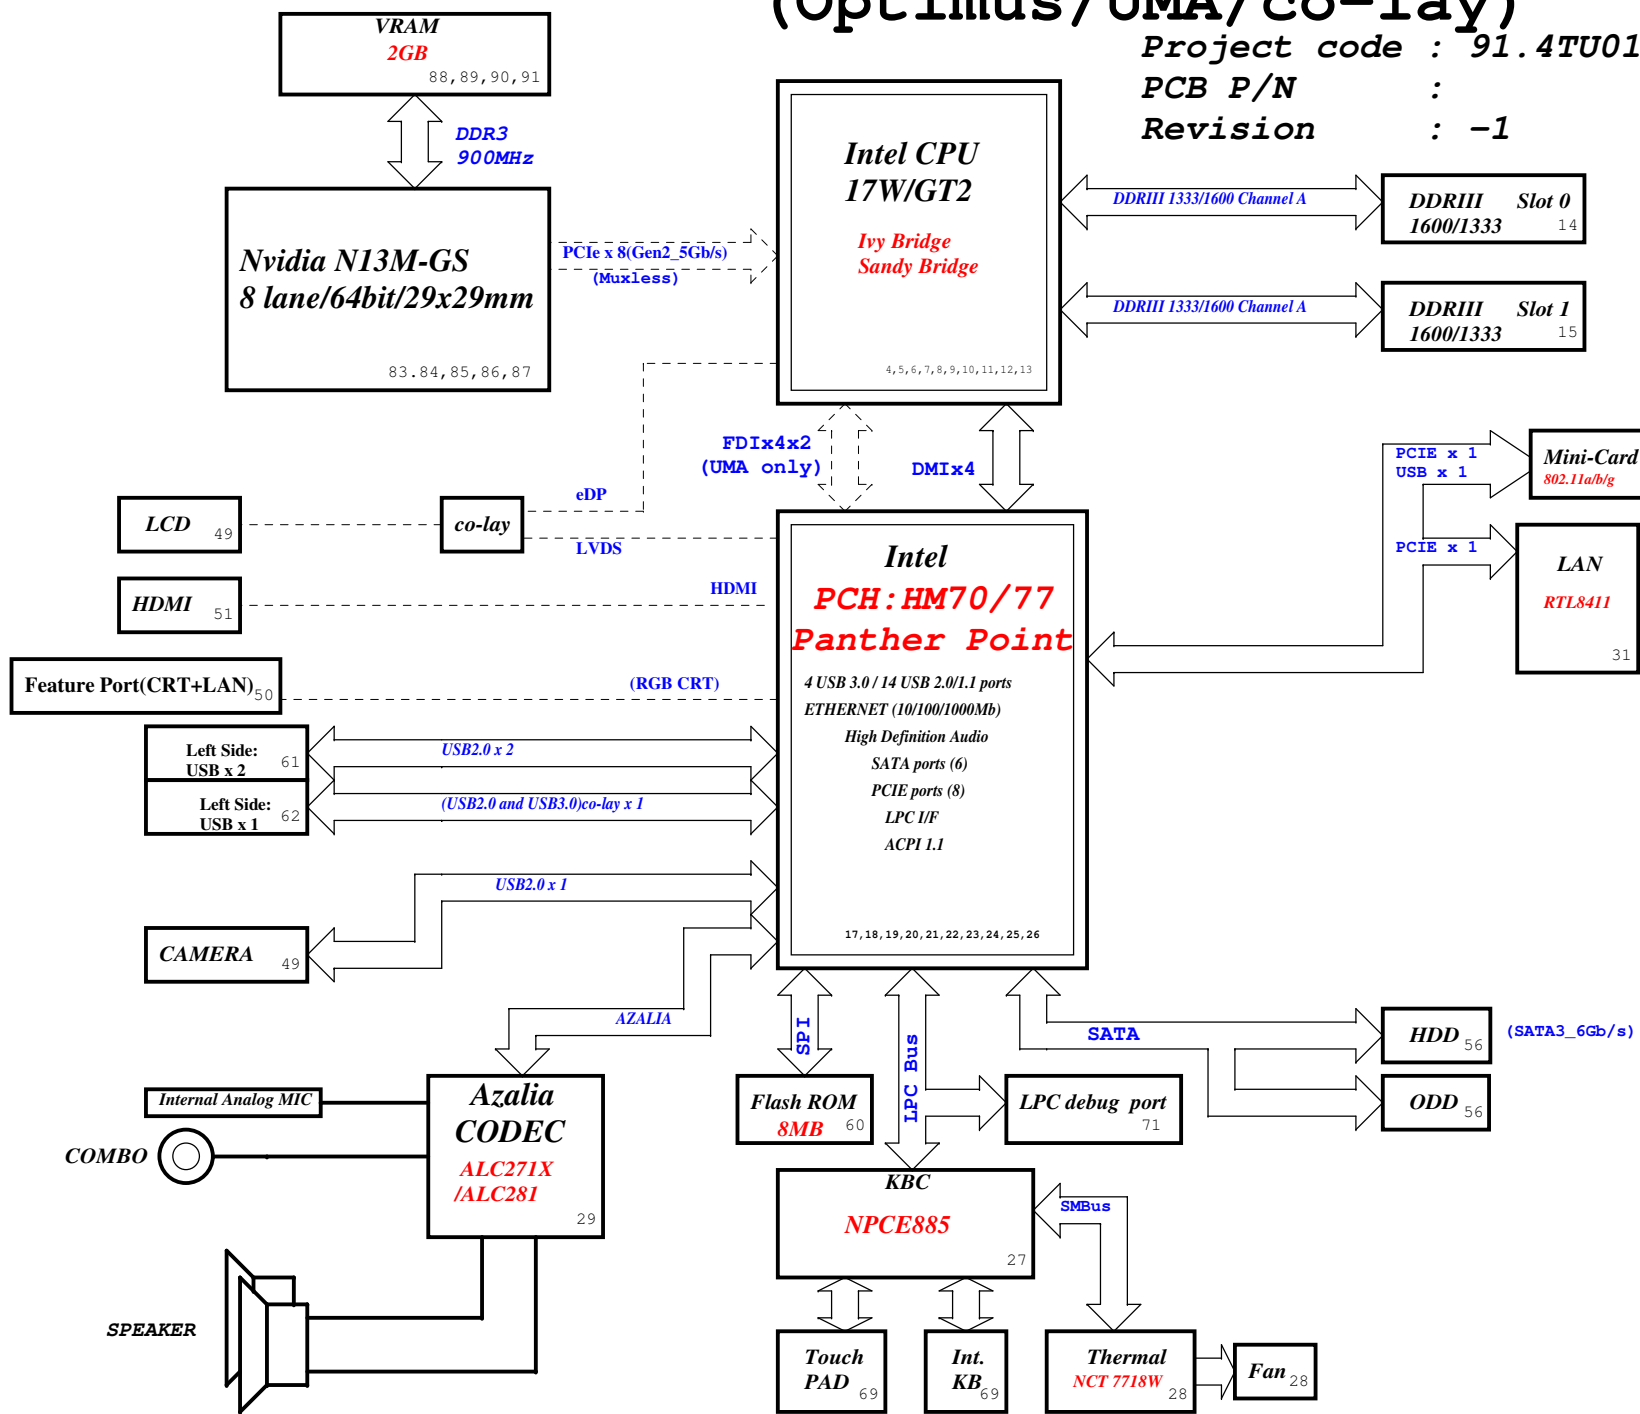 (Optimus/UMA/co-lay)
Project code : 91.4TU01
PCB P/N :
Revision : -1
VRAM
2GB
88,89,90,91
DDR3
900MHz
Nvidia N13M-GS
8 lane/64bit/29x29mm
83.84,85,86,87
PCIe x 8(Gen2_5Gb/s)
(Muxless)
Intel CPU
17W/GT2
Ivy Bridge
Sandy Bridge
4,5,6,7,8,9,10,11,12,13
DDRIII 1333/1600 Channel A
DDRIII Slot 0
1600/1333 14
DDRIII 1333/1600 Channel A
DDRIII Slot 1
1600/1333 15
FDIx4x2
(UMA only)
DMIx4
PCIE x 1
USB x 1
Mini-Card
802.11a/b/g
PCIE x 1
LAN
RTL8411
31
eDP
LCD 49
co-lay
LVDS
HDMI 51
HDMI
Feature Port(CRT+LAN) 50
(RGB CRT)
Intel
PCH:HM70/77
Panther Point
4 USB 3.0 / 14 USB 2.0/1.1 ports
ETHERNET (10/100/1000Mb)
High Definition Audio
SATA ports (6)
PCIE ports (8)
LPC I/F
ACPI 1.1
17,18,19,20,21,22,23,24,25,26
Left Side:
USB x 2 61
USB2.0 x 2
Left Side:
USB x 1 62
(USB2.0 and USB3.0)co-lay x 1
USB2.0 x 1
CAMERA 49
AZALIA
SPI
LPC Bus
SATA
HDD 56
(SATA3_6Gb/s)
ODD 56
Internal Analog MIC
COMBO
Azalia
CODEC
ALC271X
/ALC281
29
Flash ROM
8MB 60
LPC debug port
71
KBC
NPCE885
27
SMBus
SPEAKER
Touch
PAD 69
Int.
KB 69
Thermal
NCT 7718W
28
Fan 28